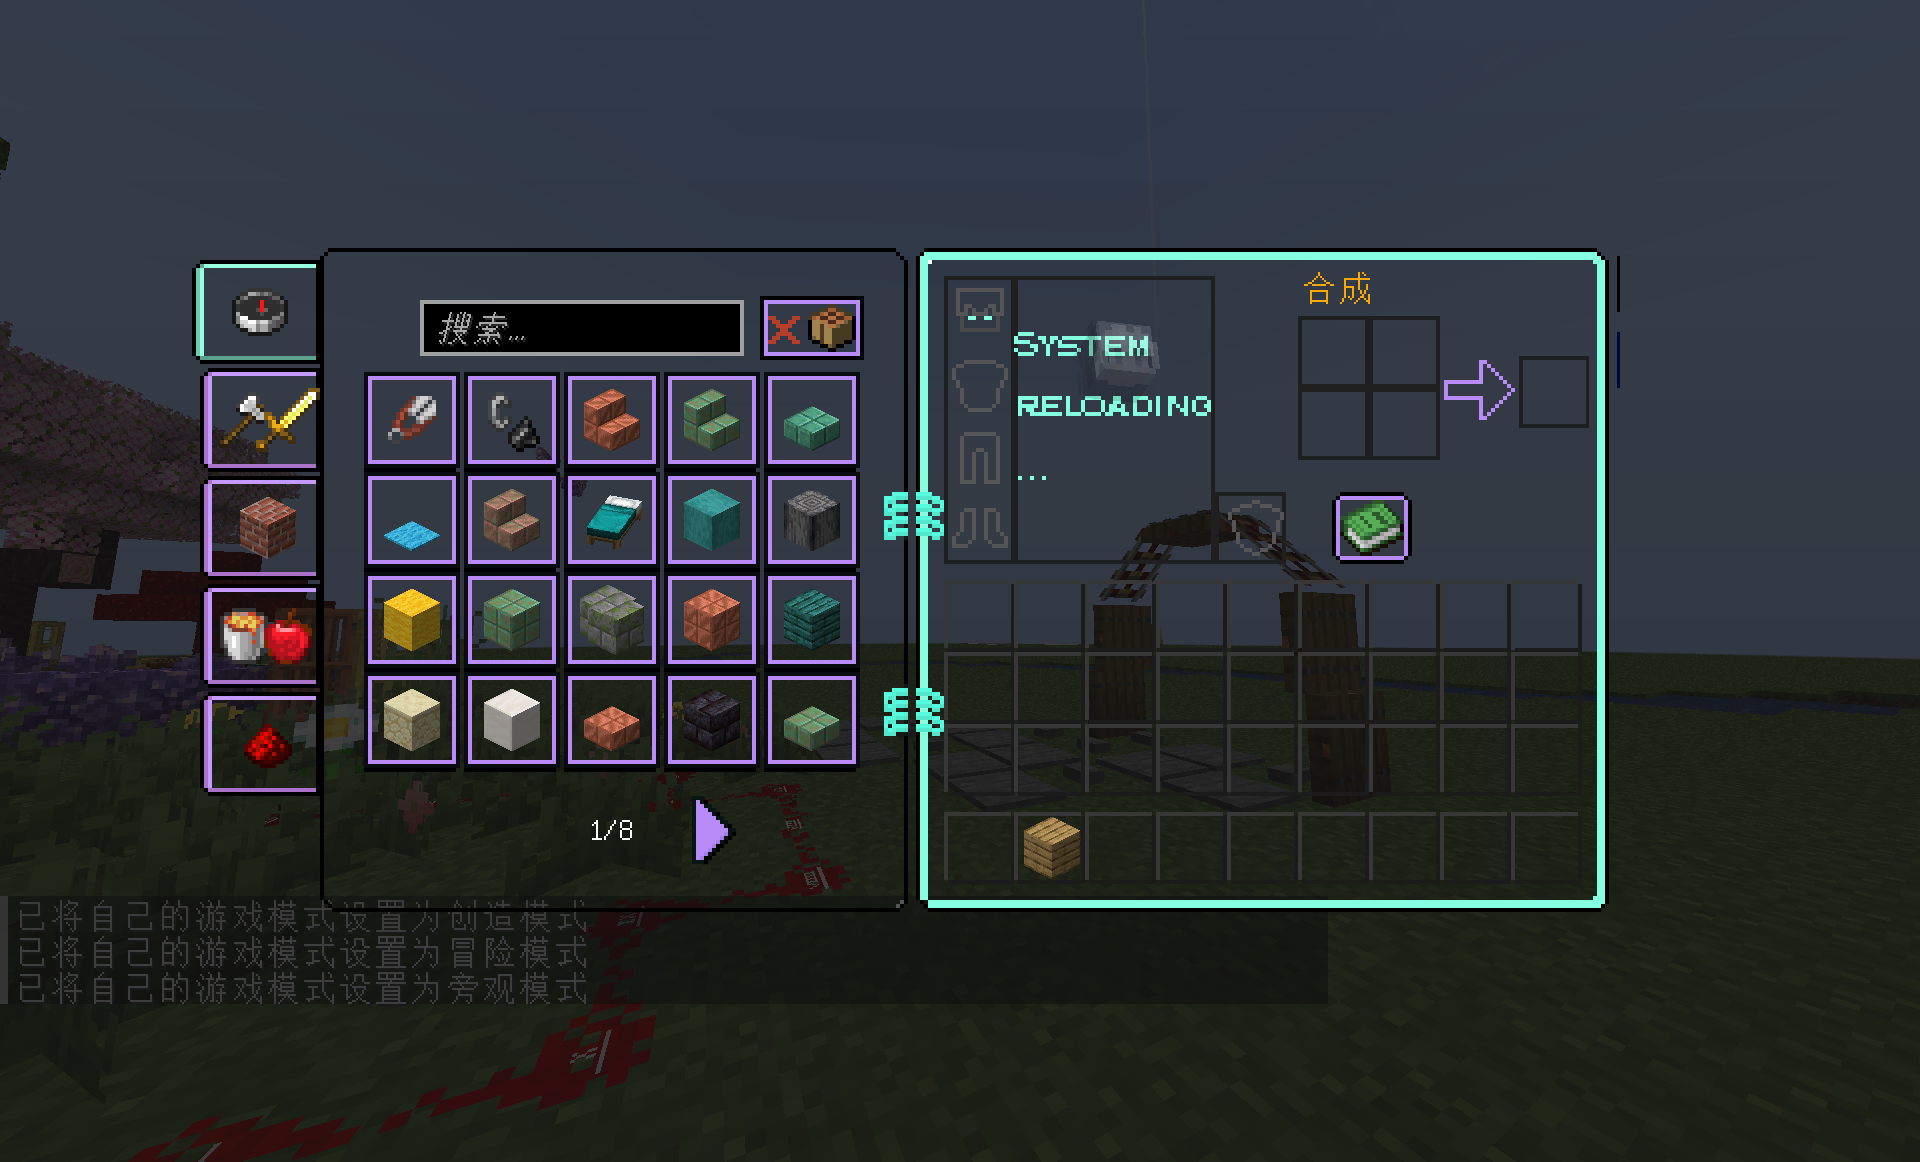 搜索...
1/8
合成
SYSTEM
RELOADING
...
已将自己的游戏模式设置为创造模式
已将自己的游戏模式设置为冒险模式
已将自己的游戏模式设置为旁观模式